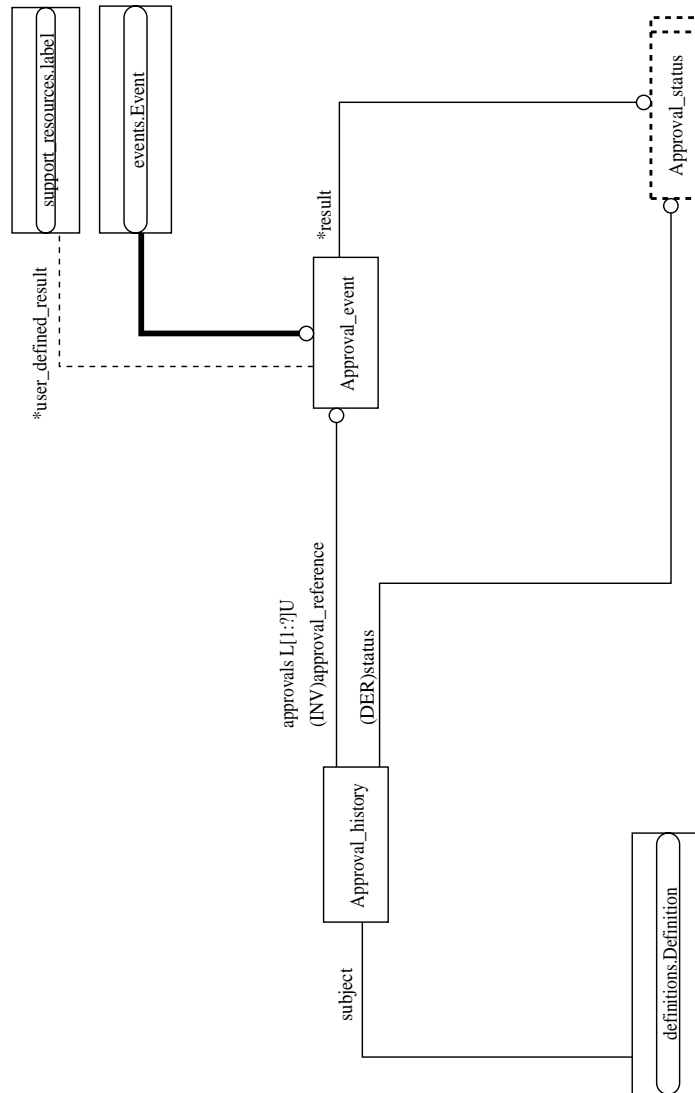 support_resources.label
events.Event
*user_defined_result
*result
Approval_status
Approval_event
approvals L[1:?]U
(INV)approval_reference
(DER)status
Approval_history
subject
definitions.Definition